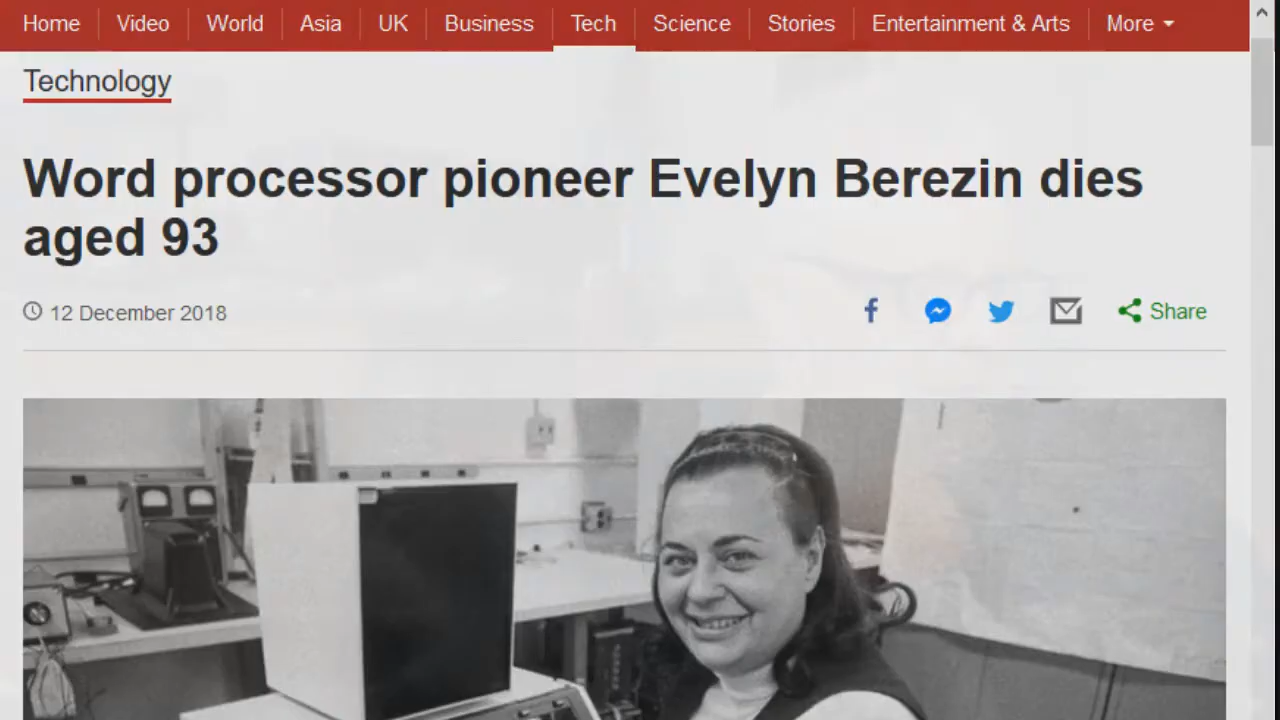 Home Video World Asia UK Business Tech Science Stories Entertainment & Arts More
Technology
Word processor pioneer Evelyn Berezin dies
aged 93
12 December 2018 Share